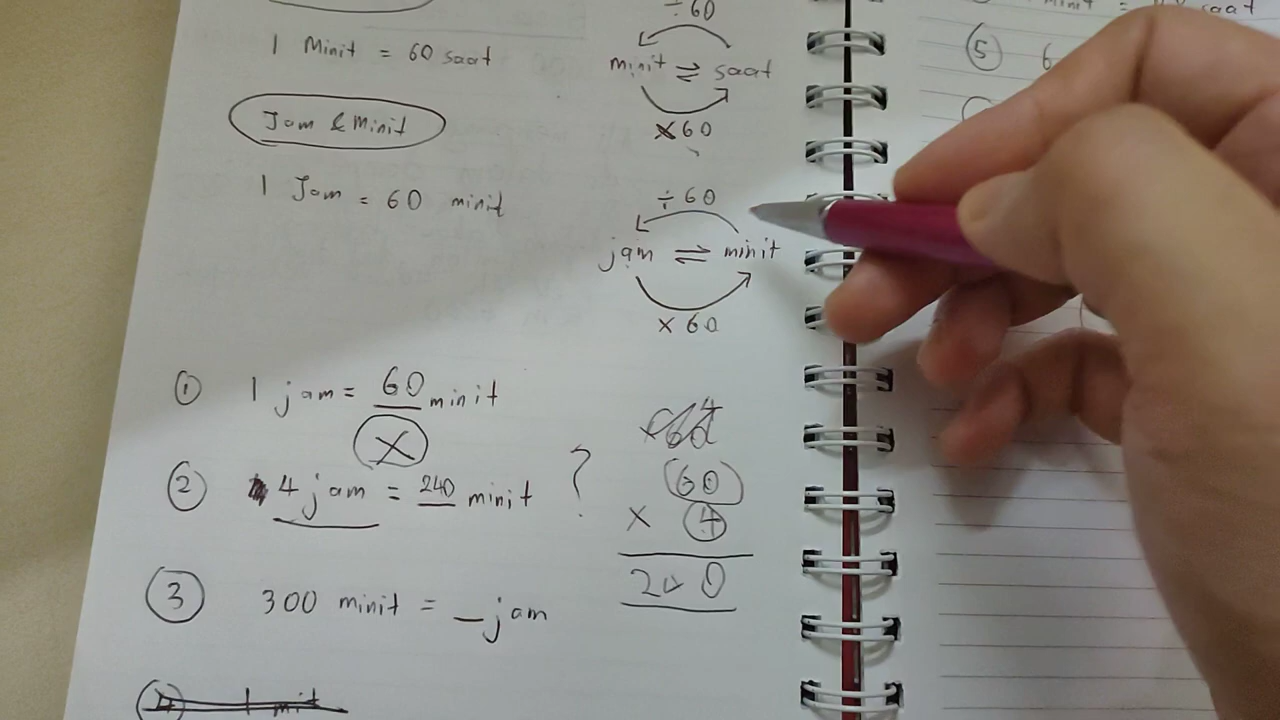 1 Minit = 60 saat
÷60
minit ⇌ saat
×60
Jam & Minit
1 Jam = 60 minit
÷60
jam ⇌ minit
×60
① 1 jam = 60 minit
X
② 4 jam = 240 minit ?
60
× 4
240
③ 300 minit = _ jam
⑤ 6